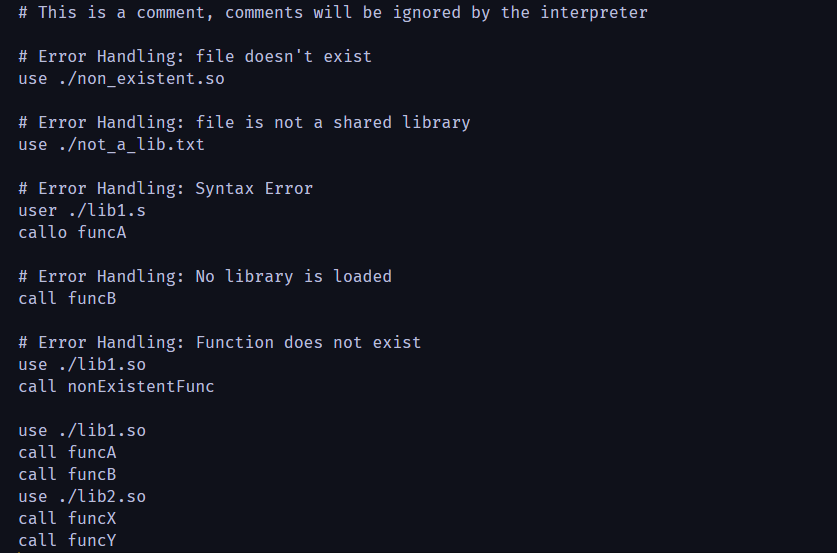 # This is a comment, comments will be ignored by the interpreter
# Error Handling: file doesn't exist
use ./non_existent.so
# Error Handling: file is not a shared library
use ./not_a_lib.txt
# Error Handling: Syntax Error
user ./lib1.s
callo funcA
# Error Handling: No library is loaded
call funcB
# Error Handling: Function does not exist
use ./lib1.so
call nonExistentFunc
use ./lib1.so
call funcA
call funcB
use ./lib2.so
call funcX
call funcY